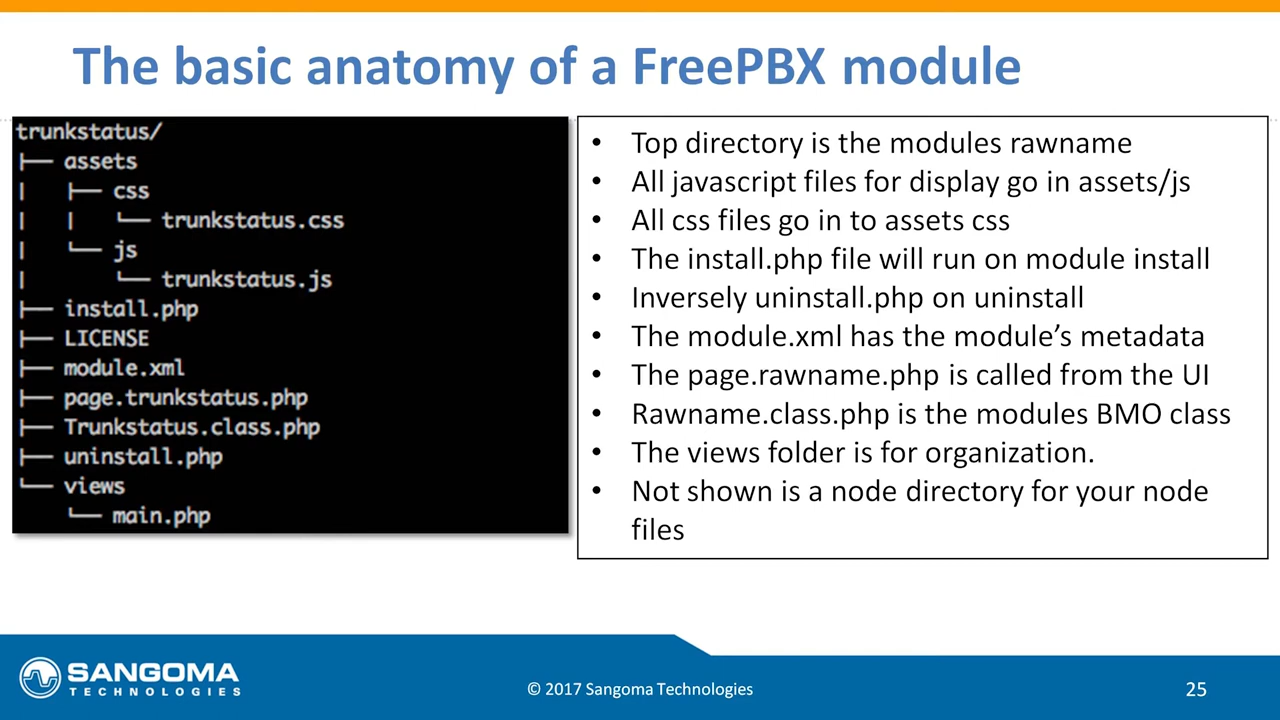 The basic anatomy of a FreePBX module
trunkstatus/
├── assets
│   ├── css
│   │   └── trunkstatus.css
│   └── js
│       └── trunkstatus.js
├── install.php
├── LICENSE
├── module.xml
├── page.trunkstatus.php
├── Trunkstatus.class.php
├── uninstall.php
└── views
    └── main.php
• Top directory is the modules rawname
• All javascript files for display go in assets/js
• All css files go in to assets css
• The install.php file will run on module install
• Inversely uninstall.php on uninstall
• The module.xml has the module’s metadata
• The page.rawname.php is called from the UI
• Rawname.class.php is the modules BMO class
• The views folder is for organization.
• Not shown is a node directory for your node
files
SANGOMA
TECHNOLOGIES
© 2017 Sangoma Technologies
25